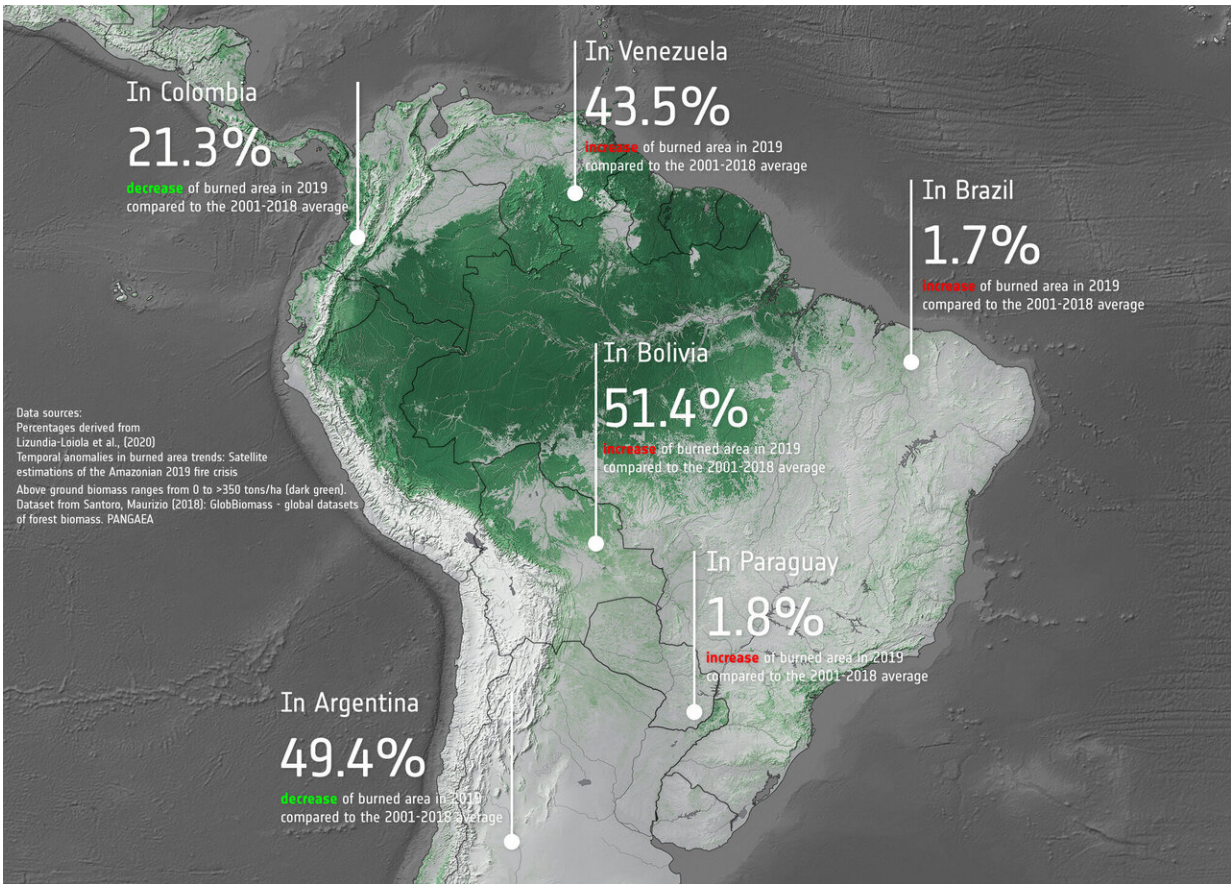 In Venezuela
43.5%
increase of burned area in 2019
compared to the 2001-2018 average
In Colombia
21.3%
decrease of burned area in 2019
compared to the 2001-2018 average
In Brazil
1.7%
increase of burned area in 2019
compared to the 2001-2018 average
In Bolivia
51.4%
increase of burned area in 2019
compared to the 2001-2018 average
Data sources:
Percentages derived from
Lizundia-Loiola et al., (2020)
Temporal anomalies in burned area trends: Satellite
estimations of the Amazonian 2019 fire crisis
Above ground biomass ranges from 0 to >350 tons/ha (dark green).
Dataset from Santoro, Maurizio (2018): GlobBiomass - global datasets
of forest biomass. PANGAEA
In Paraguay
1.8%
increase of burned area in 2019
compared to the 2001-2018 average
In Argentina
49.4%
decrease of burned area in 2019
compared to the 2001-2018 average